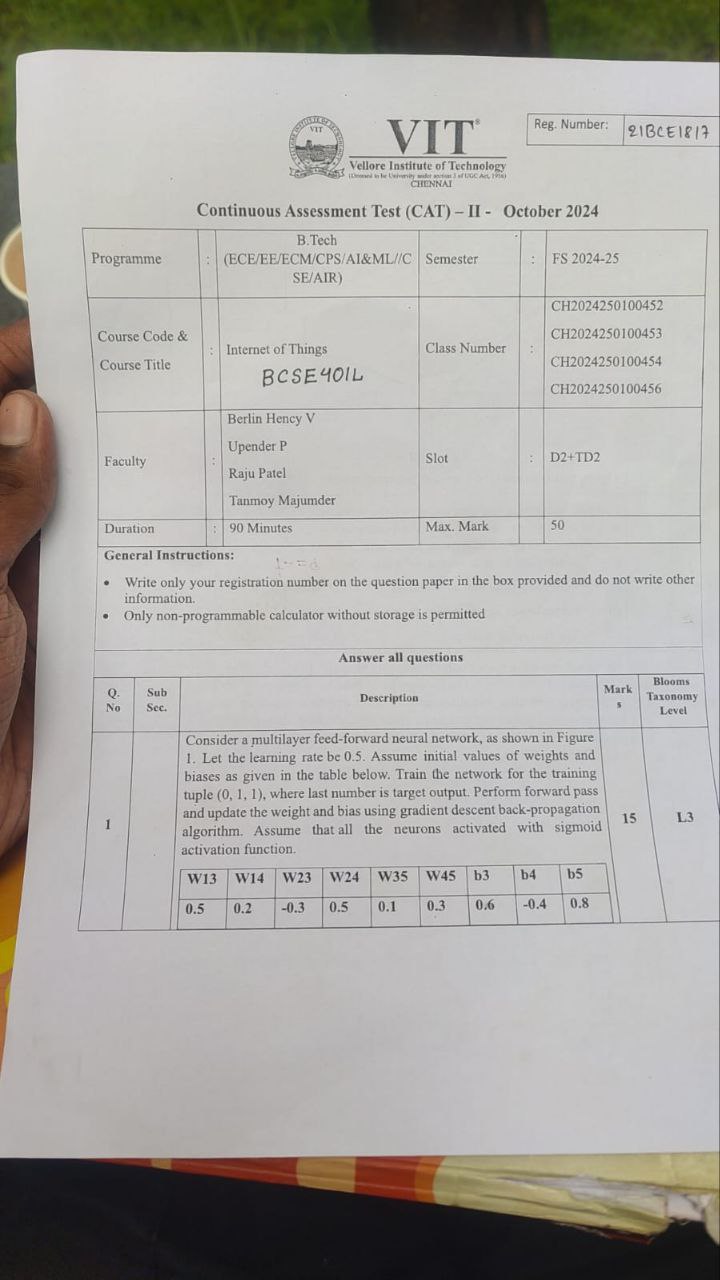 VIT
VIT®
Vellore Institute of Technology
(Deemed to be University under section 3 of UGC Act, 1956)
CHENNAI
Reg. Number: 21BCE1817
Continuous Assessment Test (CAT) – II - October 2024
Programme : B.Tech (ECE/EE/ECM/CPS/AI&ML//C SE/AIR) Semester : FS 2024-25
Course Code & Course Title : Internet of Things BCSE401L Class Number :
CH2024250100452
CH2024250100453
CH2024250100454
CH2024250100456
Faculty :
Berlin Hency V
Upender P
Raju Patel
Tanmoy Majumder
Slot : D2+TD2
Duration : 90 Minutes Max. Mark : 50
General Instructions:
• Write only your registration number on the question paper in the box provided and do not write other
information.
• Only non-programmable calculator without storage is permitted
Answer all questions
Q. No Sub Sec. Description Mark s Blooms Taxonomy Level
1
Consider a multilayer feed-forward neural network, as shown in Figure
1. Let the learning rate be 0.5. Assume initial values of weights and
biases as given in the table below. Train the network for the training
tuple (0, 1, 1), where last number is target output. Perform forward pass
and update the weight and bias using gradient descent back-propagation
algorithm. Assume that all the neurons activated with sigmoid
activation function.
15 L3
W13 W14 W23 W24 W35 W45 b3 b4 b5
0.5 0.2 -0.3 0.5 0.1 0.3 0.6 -0.4 0.8